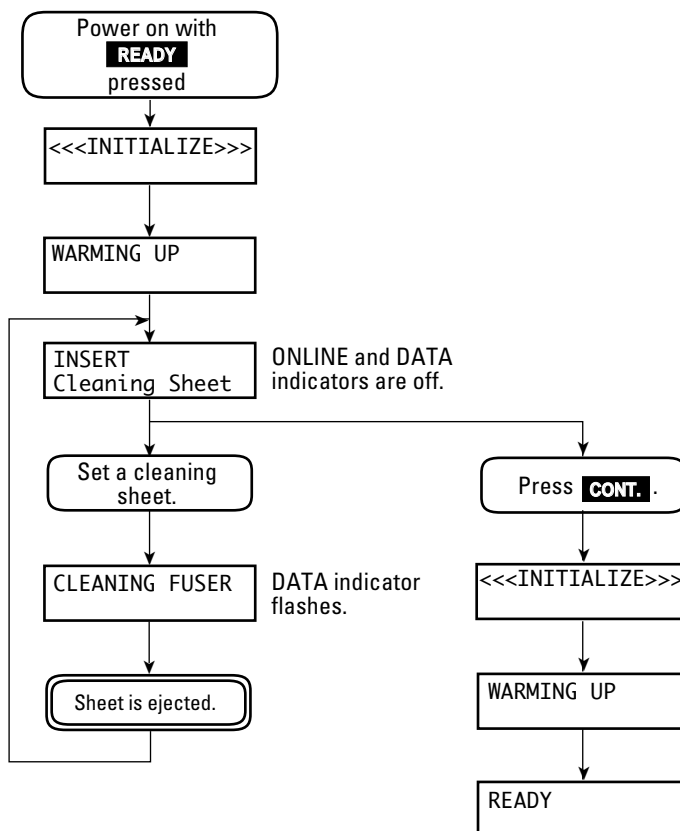 Power on with
READY
pressed
<<<INITIALIZE>>>
WARMING UP
INSERT
Cleaning Sheet
ONLINE and DATA
indicators are off.
Set a cleaning
sheet.
CLEANING FUSER
DATA indicator
flashes.
Sheet is ejected.
Press CONT. .
<<<INITIALIZE>>>
WARMING UP
READY